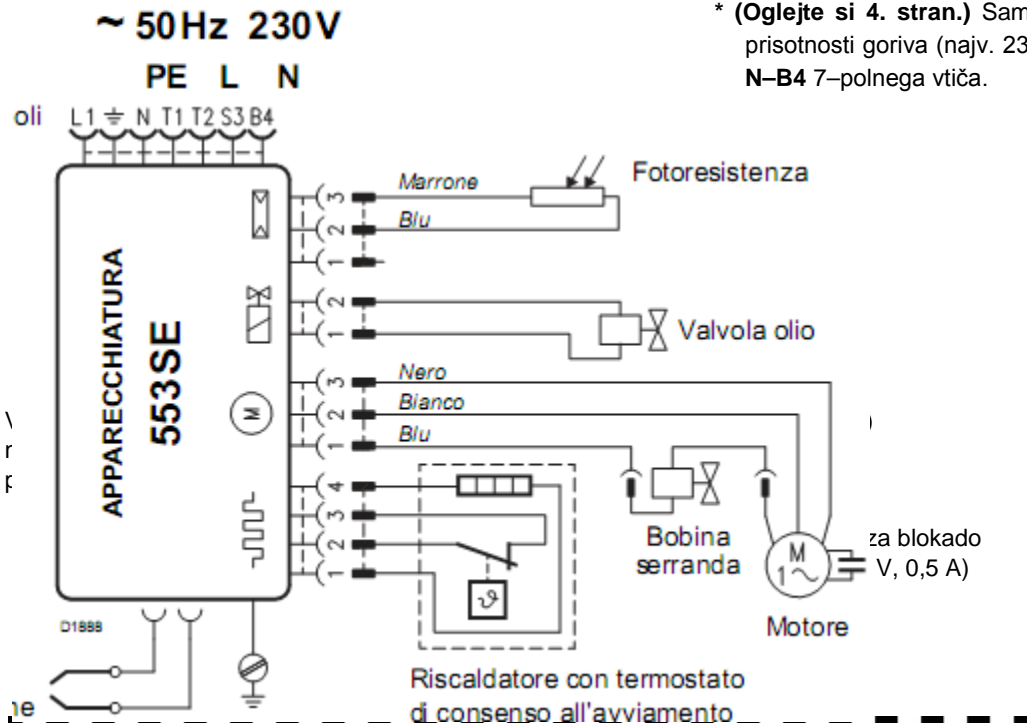 ~ 50Hz 230V
PE L N
* (Oglejte si 4. stran.) Sam
prisotnosti goriva (najv. 23
N–B4 7–polnega vtiča.
oli
L1 N T1 T2 S3 B4
APPARECCHIATURA
553SE
3 Marrone
2 Blu
1
Fotoresistenza
2
1
Valvola olio
M
3 Nero
2 Bianco
1 Blu
4
3
2
1
Bobina
serranda
M
1~
Motore
za blokado
V, 0,5 A)
ϑ
D1888
Riscaldatore con termostato
di consenso all'avviamento
ne